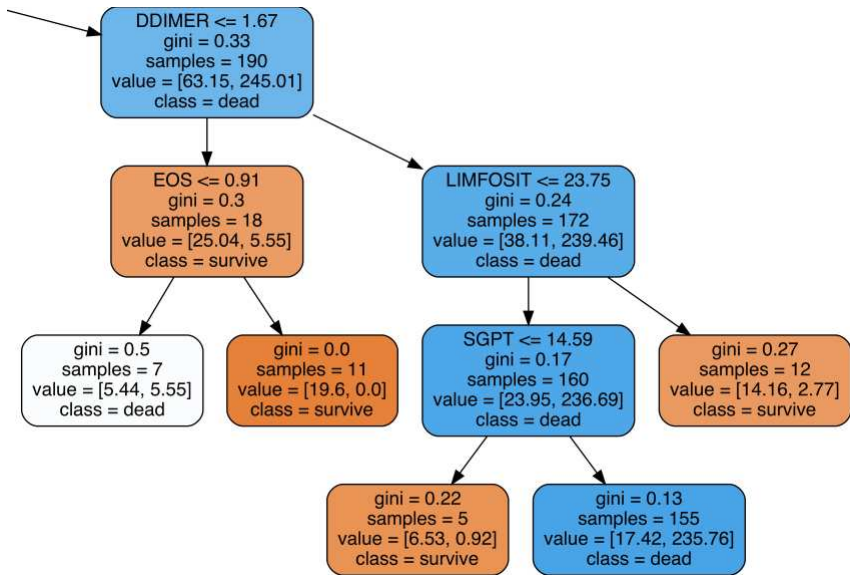 DDIMER <= 1.67
gini = 0.33
samples = 190
value = [63.15, 245.01]
class = dead
EOS <= 0.91
gini = 0.3
samples = 18
value = [25.04, 5.55]
class = survive
LIMFOSIT <= 23.75
gini = 0.24
samples = 172
value = [38.11, 239.46]
class = dead
gini = 0.5
samples = 7
value = [5.44, 5.55]
class = dead
gini = 0.0
samples = 11
value = [19.6, 0.0]
class = survive
SGPT <= 14.59
gini = 0.17
samples = 160
value = [23.95, 236.69]
class = dead
gini = 0.27
samples = 12
value = [14.16, 2.77]
class = survive
gini = 0.22
samples = 5
value = [6.53, 0.92]
class = survive
gini = 0.13
samples = 155
value = [17.42, 235.76]
class = dead